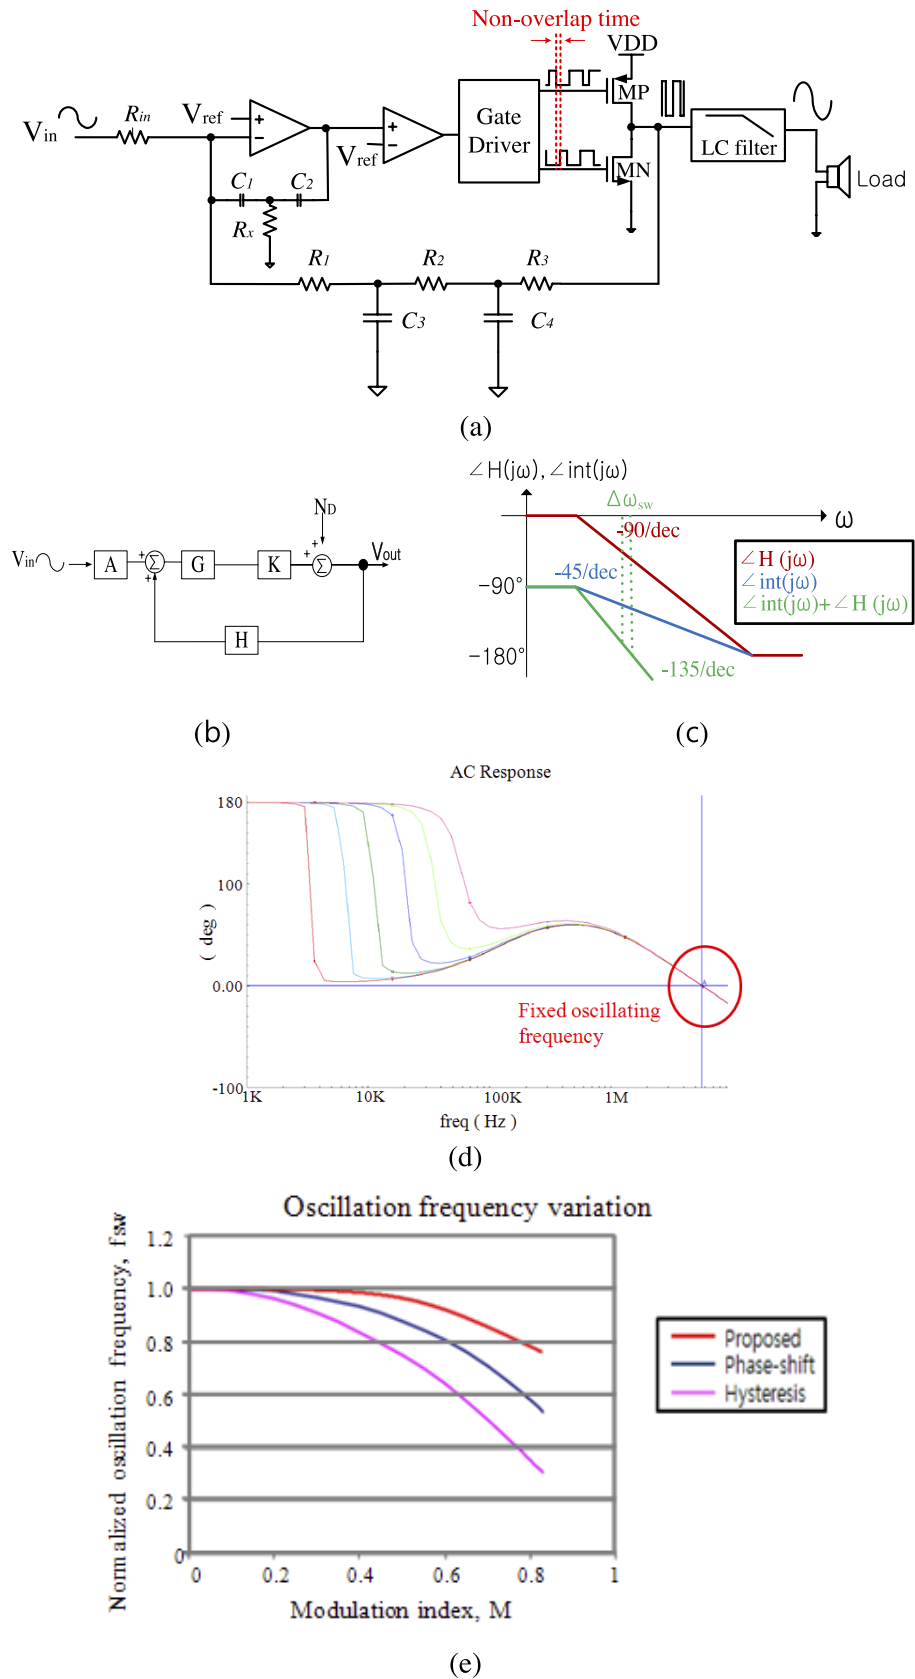 Non-overlap time
VDD
Vin
Rin
Vref
Vref
Gate
Driver
MP
MN
LC filter
Load
C1
C2
Rx
R1
R2
R3
C3
C4
(a)
Vin
A
Σ
G
K
ND
Σ
Vout
H
(b)
∠H(jω), ∠int(jω)
Δωsw
-90/dec
ω
-45/dec
−90°
−180°
-135/dec
∠H (jω)
∠int(jω)
∠int(jω)+∠H (jω)
(c)
AC Response
180
100
0.00
-100
( deg )
Fixed oscillating
frequency
1K
10K
100K
1M
freq ( Hz )
(d)
Oscillation frequency variation
Normalized oscillation frequency, fsw
1.2
1.0
0.8
0.6
0.4
0.2
0
0
0.2
0.4
0.6
0.8
1
Modulation index, M
Proposed
Phase-shift
Hysteresis
(e)